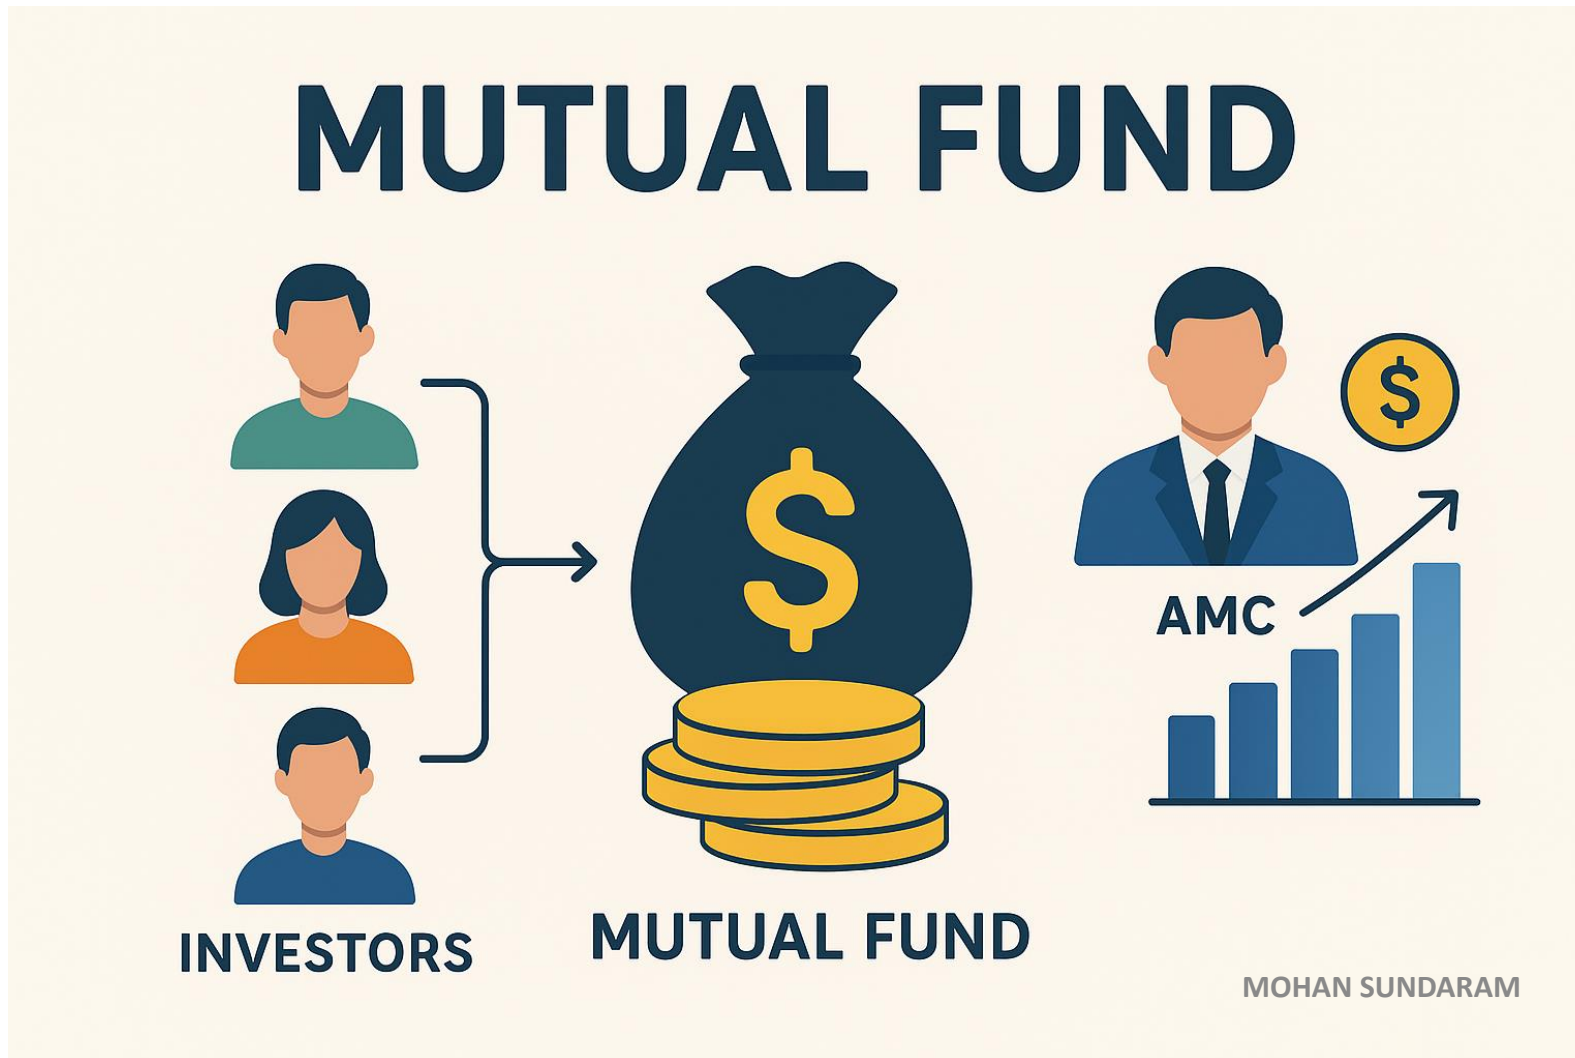 MUTUAL FUND
$
$
AMC
INVESTORS
MUTUAL FUND
MOHAN SUNDARAM